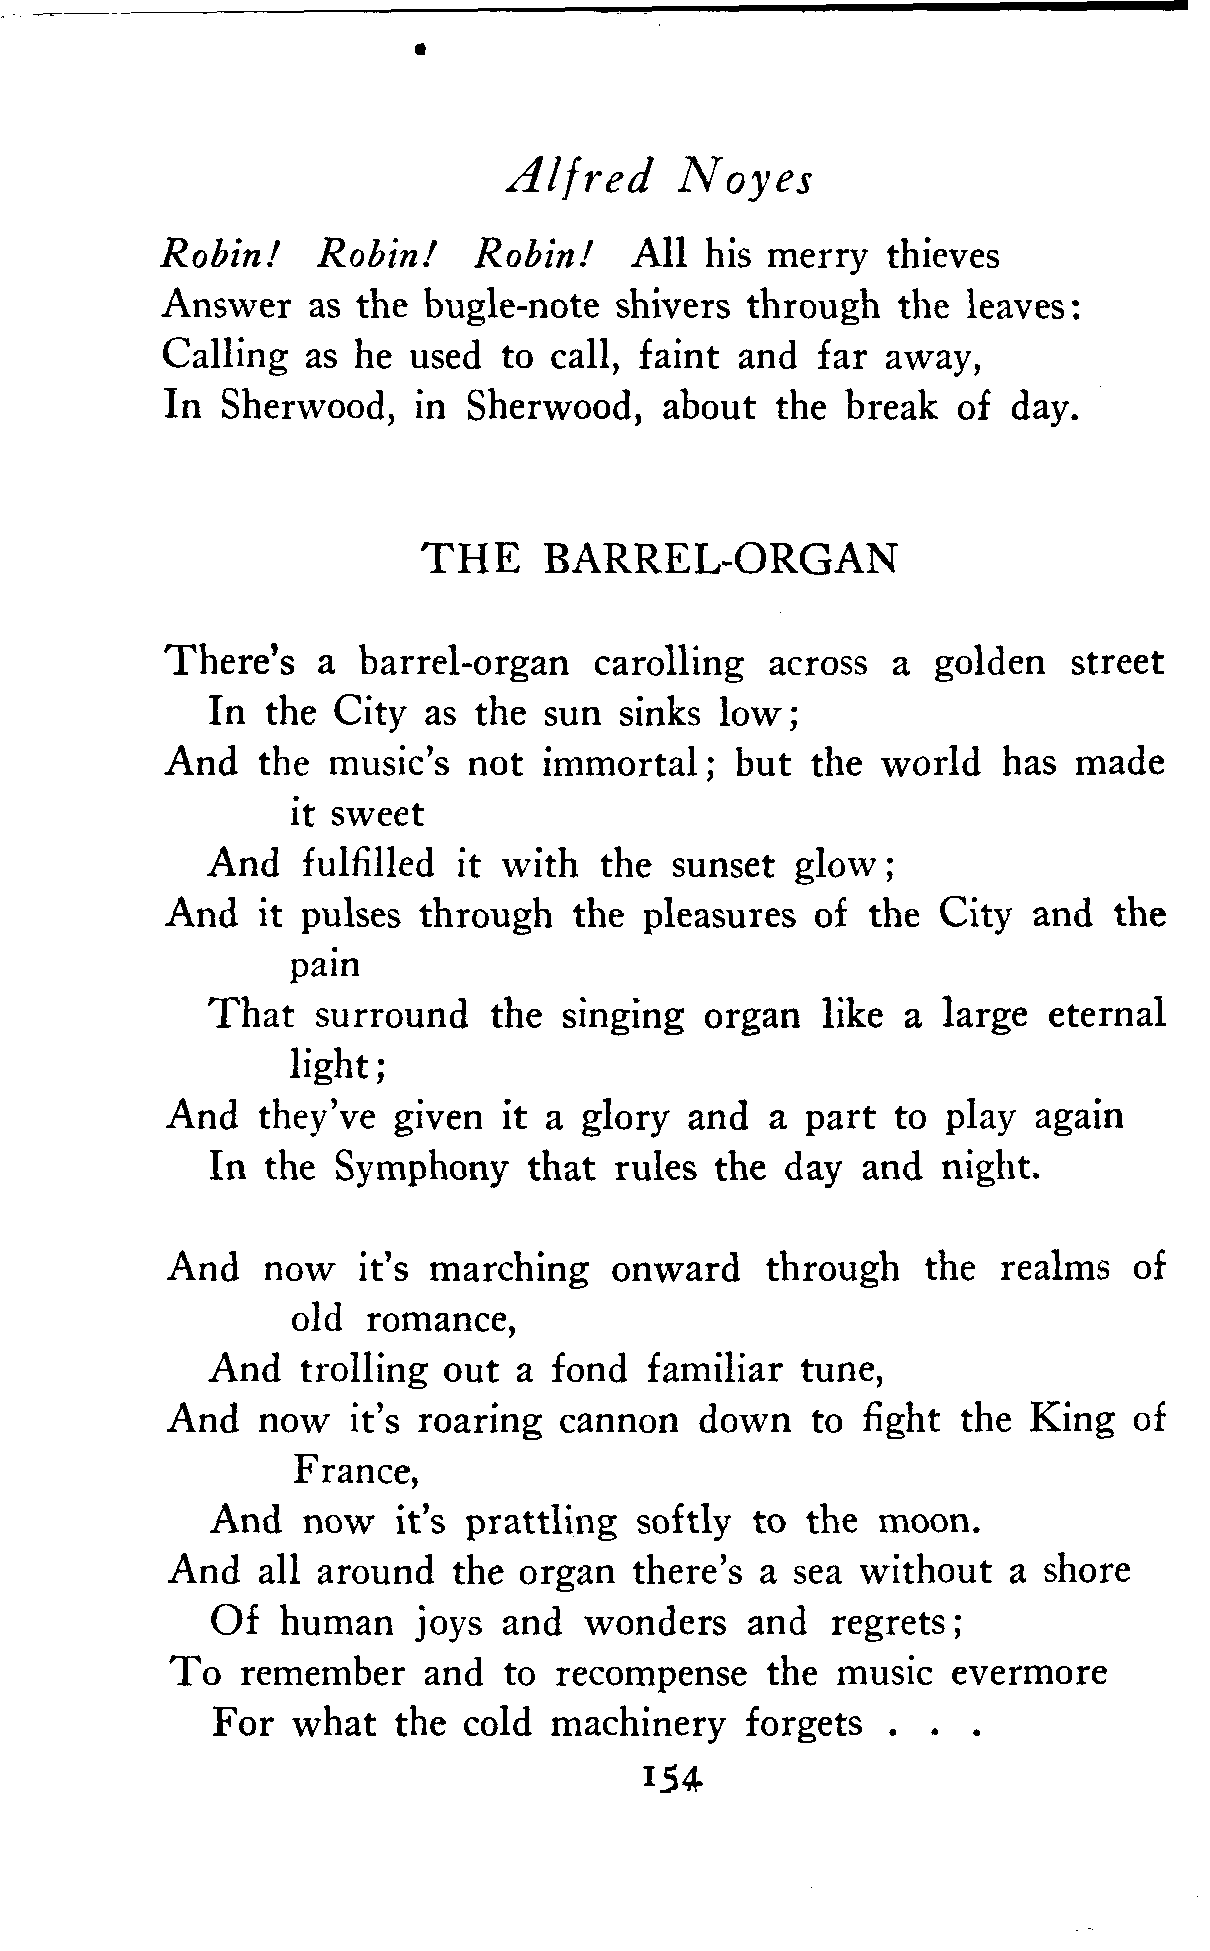 Alfred Noyes
Robin! Robin! Robin! All his merry thieves
Answer as the bugle-note shivers through the leaves:
Calling as he used to call, faint and far away,
In Sherwood, in Sherwood, about the break of day.
THE BARREL-ORGAN
There's a barrel-organ carolling across a golden street
In the City as the sun sinks low;
And the music's not immortal; but the world has made
it sweet
And fulfilled it with the sunset glow;
And it pulses through the pleasures of the City and the
pain
That surround the singing organ like a large eternal
light;
And they've given it a glory and a part to play again
In the Symphony that rules the day and night.
And now it's marching onward through the realms of
old romance,
And trolling out a fond familiar tune,
And now it's roaring cannon down to fight the King of
France,
And now it's prattling softly to the moon.
And all around the organ there's a sea without a shore
Of human joys and wonders and regrets;
To remember and to recompense the music evermore
For what the cold machinery forgets . . .
154